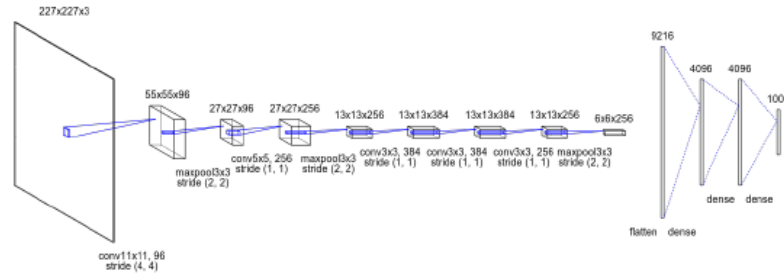 227x227x3
55x55x96
27x27x96
27x27x256
13x13x256
13x13x384
13x13x384
13x13x256
6x6x256
9216
4096
4096
100
conv11x11, 96
stride (4, 4)
maxpool3x3
stride (2, 2)
conv5x5, 256
stride (1, 1)
maxpool3x3
stride (2, 2)
conv3x3, 384
stride (1, 1)
conv3x3, 384
stride (1, 1)
conv3x3, 256
stride (1, 1)
maxpool3x3
stride (2, 2)
flatten
dense
dense
dense